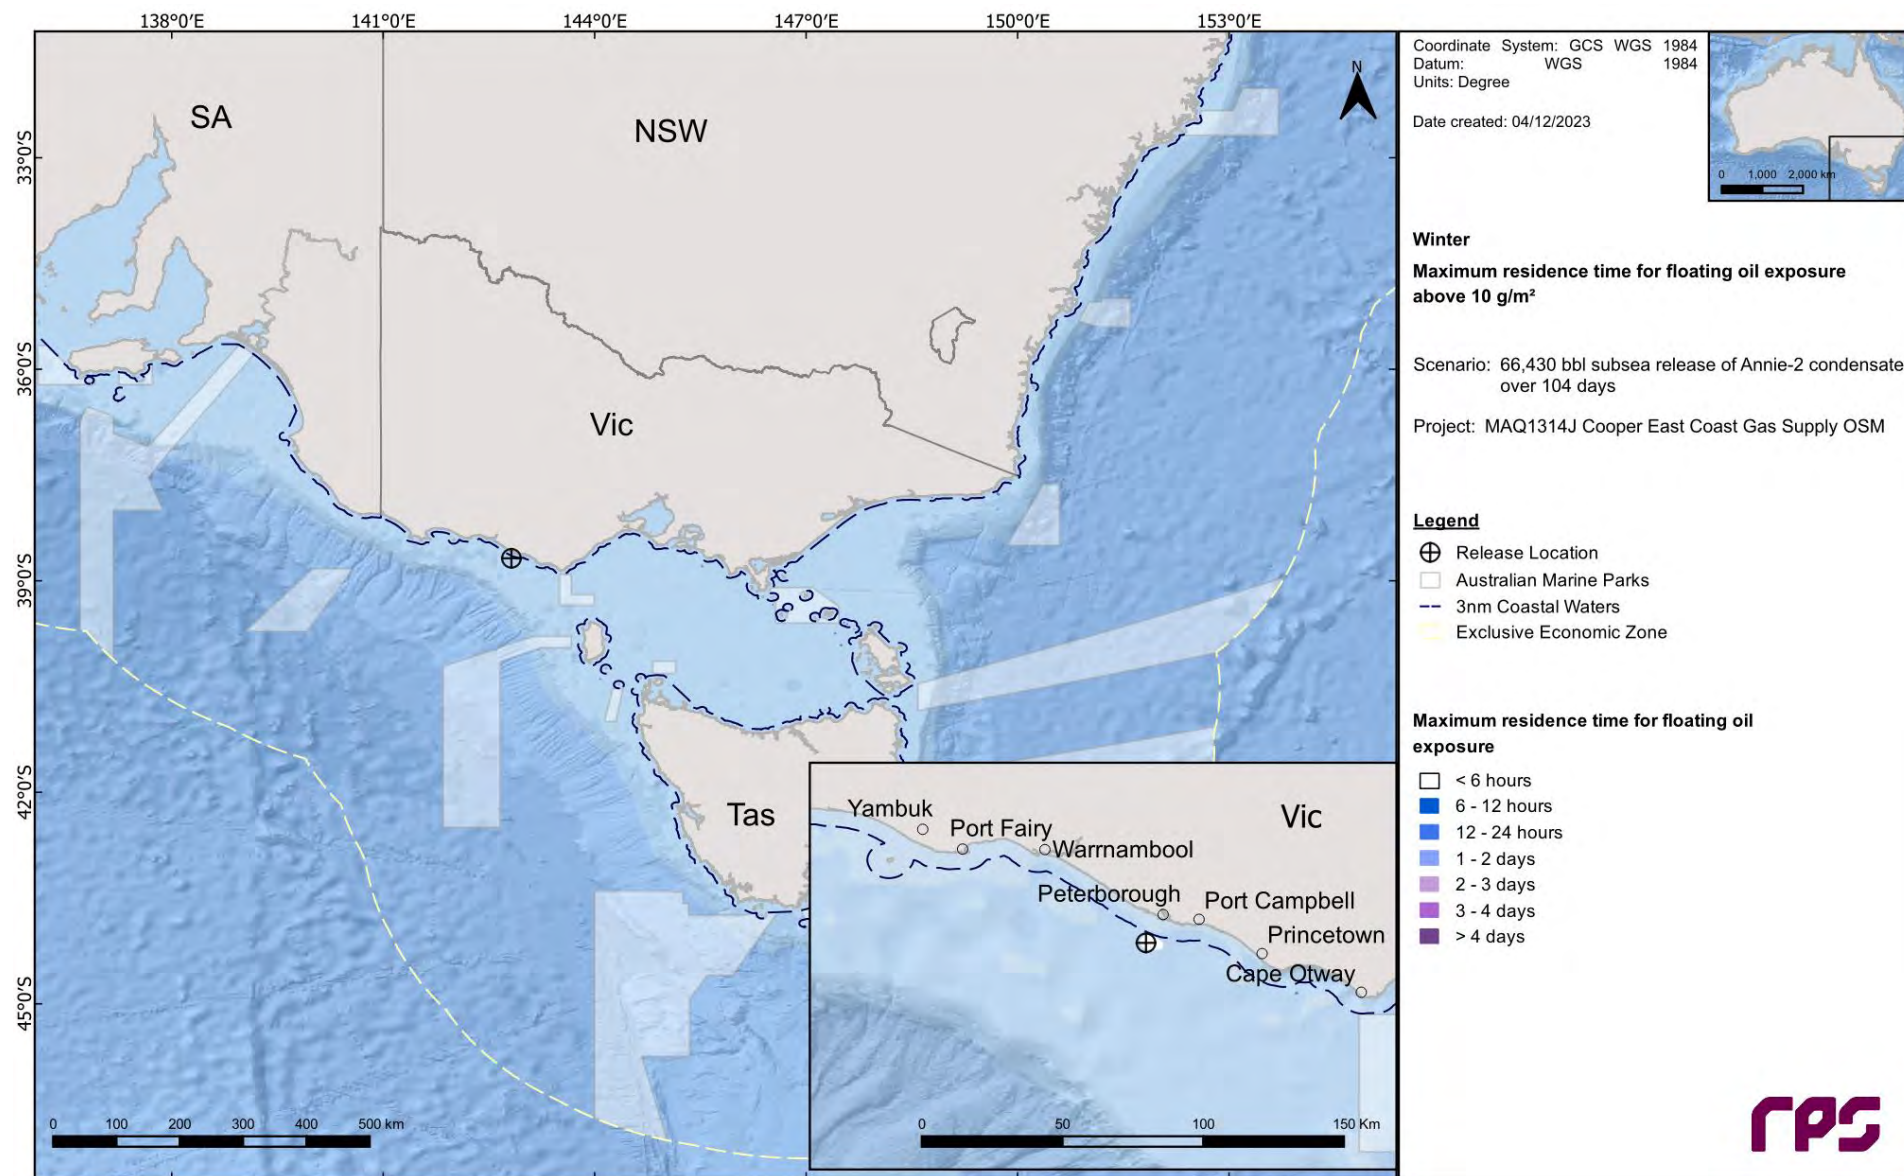 138°0'E 141°0'E 144°0'E 147°0'E 150°0'E 153°0'E
33°0'S
36°0'S
39°0'S
42°0'S
45°0'S
SA
NSW
Vic
Tas
N
0 100 200 300 400 500 km
Yambuk
Port Fairy
Warrnambool
Peterborough
Port Campbell
Princetown
Cape Otway
Vic
0 50 100 150 Km
Coordinate System: GCS WGS 1984
Datum: WGS 1984
Units: Degree
Date created: 04/12/2023
0 1,000 2,000 km
Winter
Maximum residence time for floating oil exposure
above 10 g/m²
Scenario: 66,430 bbl subsea release of Annie-2 condensate
over 104 days
Project: MAQ1314J Cooper East Coast Gas Supply OSM
Legend
Release Location
Australian Marine Parks
3nm Coastal Waters
Exclusive Economic Zone
Maximum residence time for floating oil
exposure
< 6 hours
6 - 12 hours
12 - 24 hours
1 - 2 days
2 - 3 days
3 - 4 days
> 4 days
rps